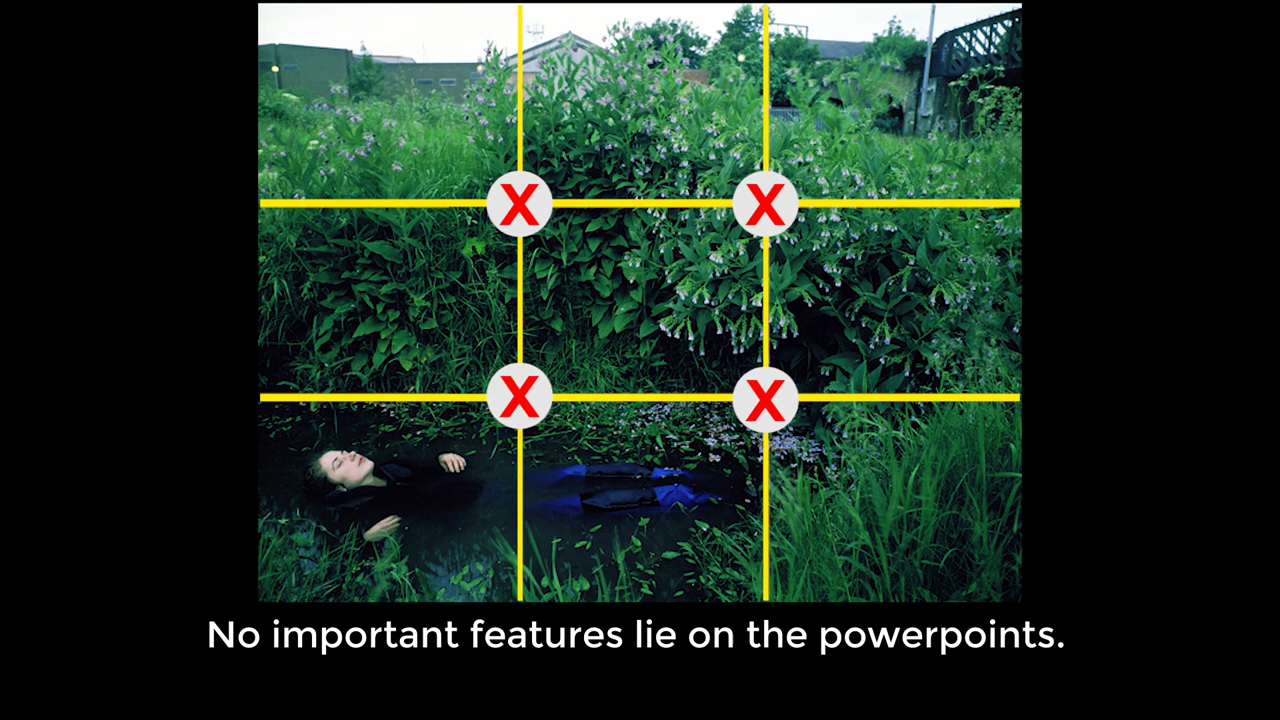 X X
X X
No important features lie on the powerpoints.